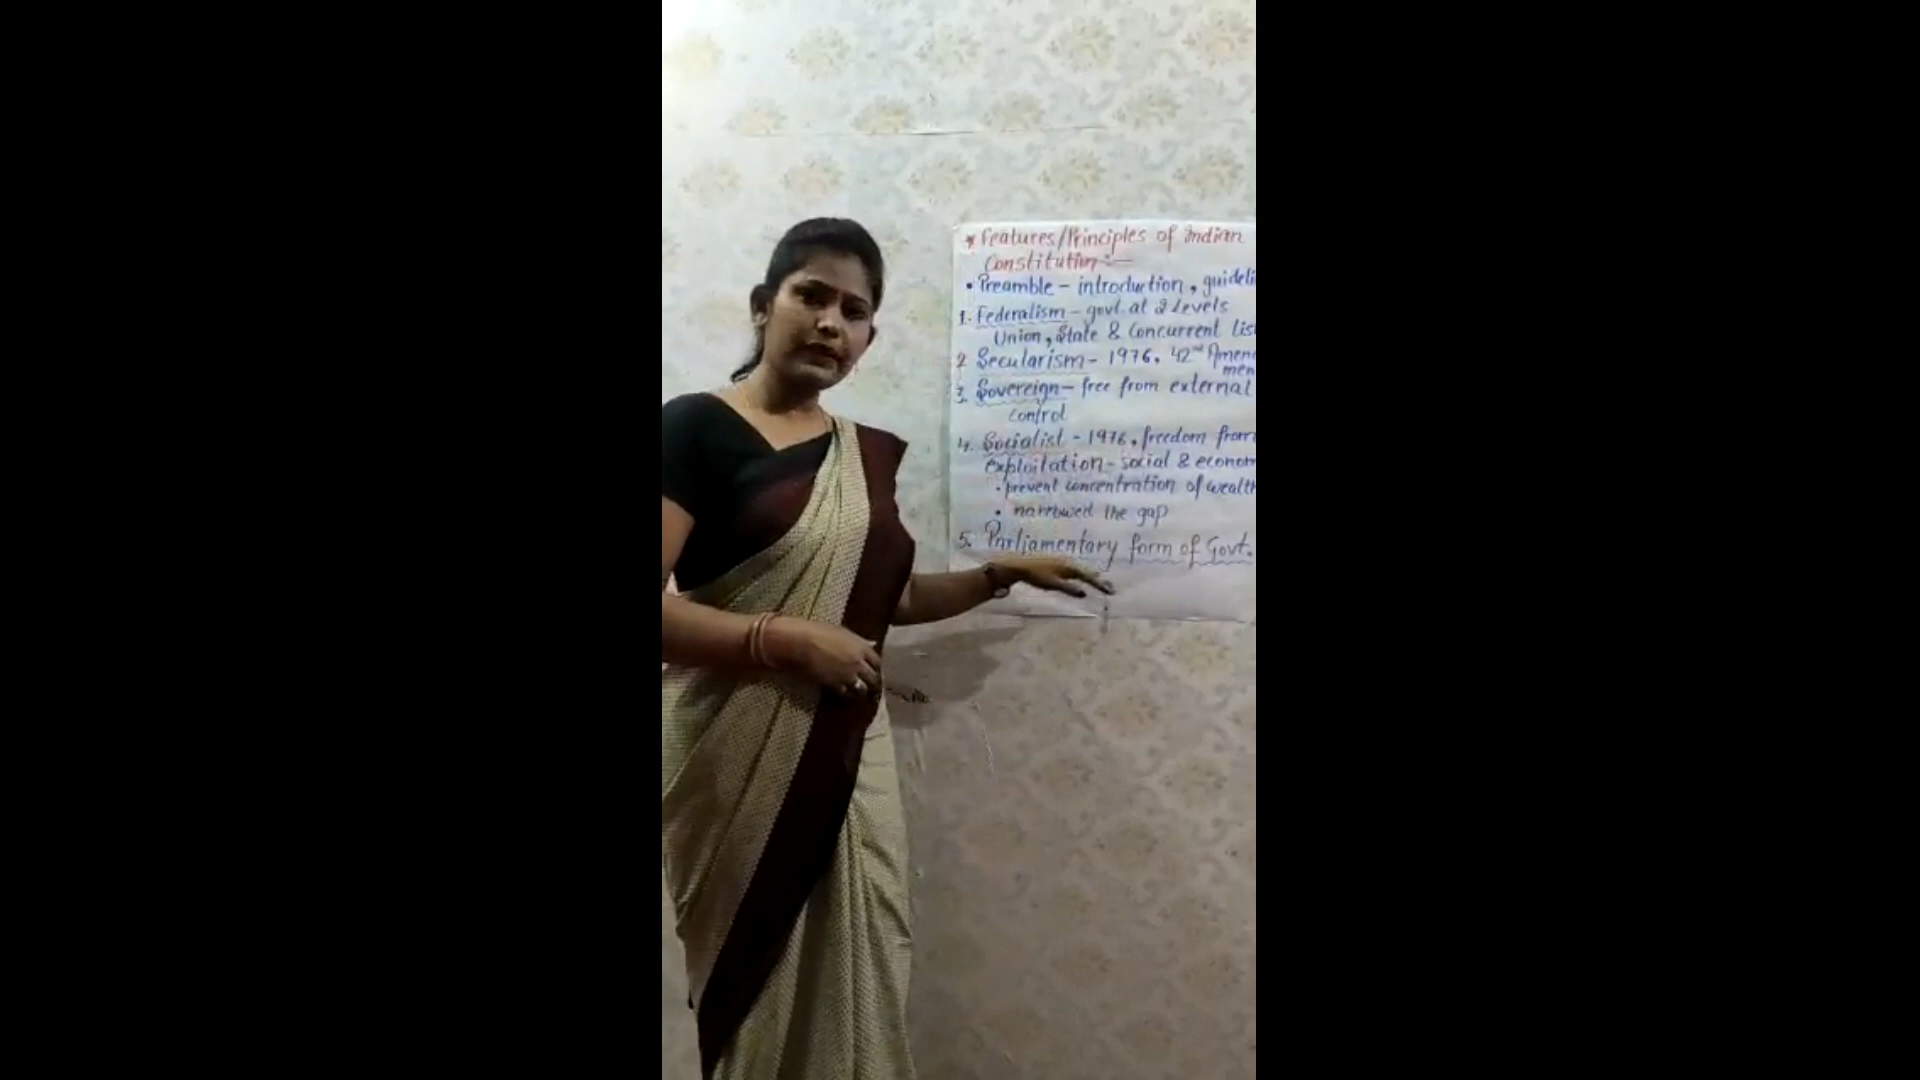 * Features/Principles of Indian
Constitution:-
• Preamble - introduction, guideli
1. Federalism - govt. at 2 Levels
Union, State & Concurrent Lis
2 Secularism - 1976. 42nd Amen
men
3. Sovereign - free from external
control
4. Socialist - 1976, freedom from
exploitation - social & econom
• prevent concentration of wealth
• narrowed the gap
5. Parliamentary form of Govt.